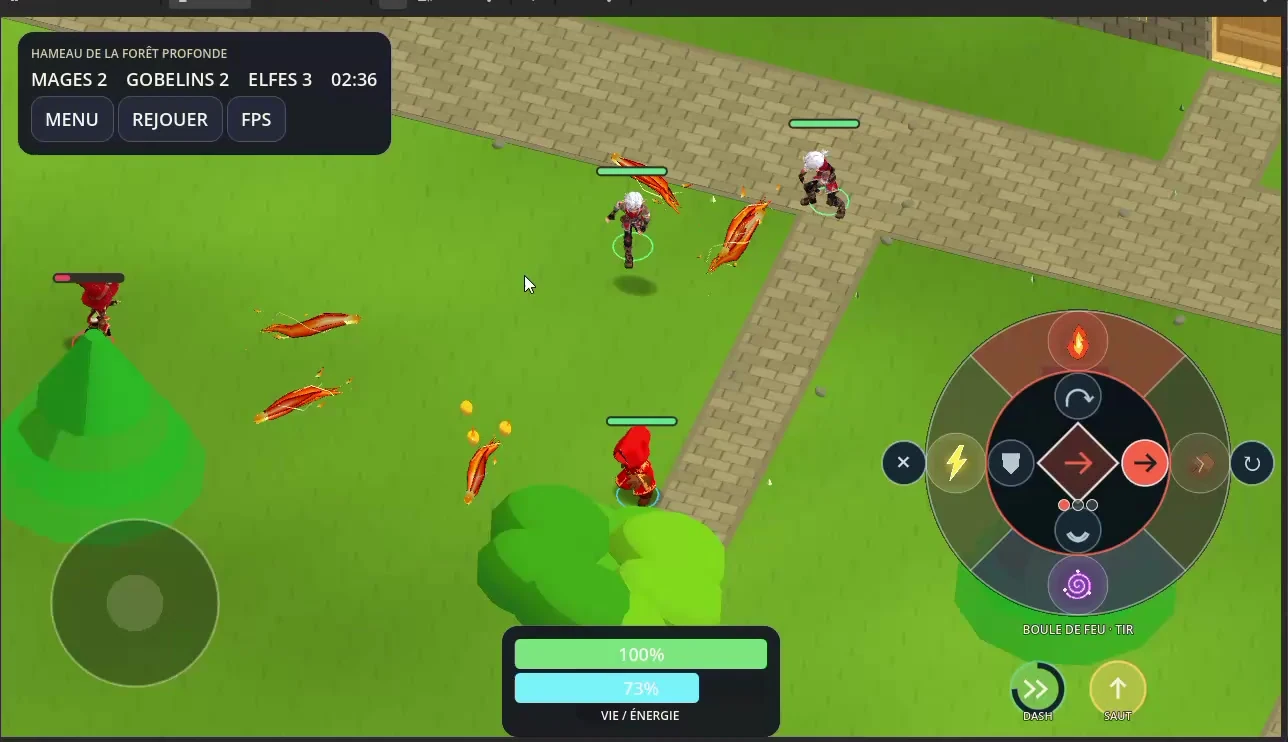 HAMEAU DE LA FORÊT PROFONDE
MAGES 2 GOBELINS 2 ELFES 3 02:36
MENU REJOUER FPS
BOULE DE FEU · TIR
100%
73%
VIE / ÉNERGIE
DASH SAUT